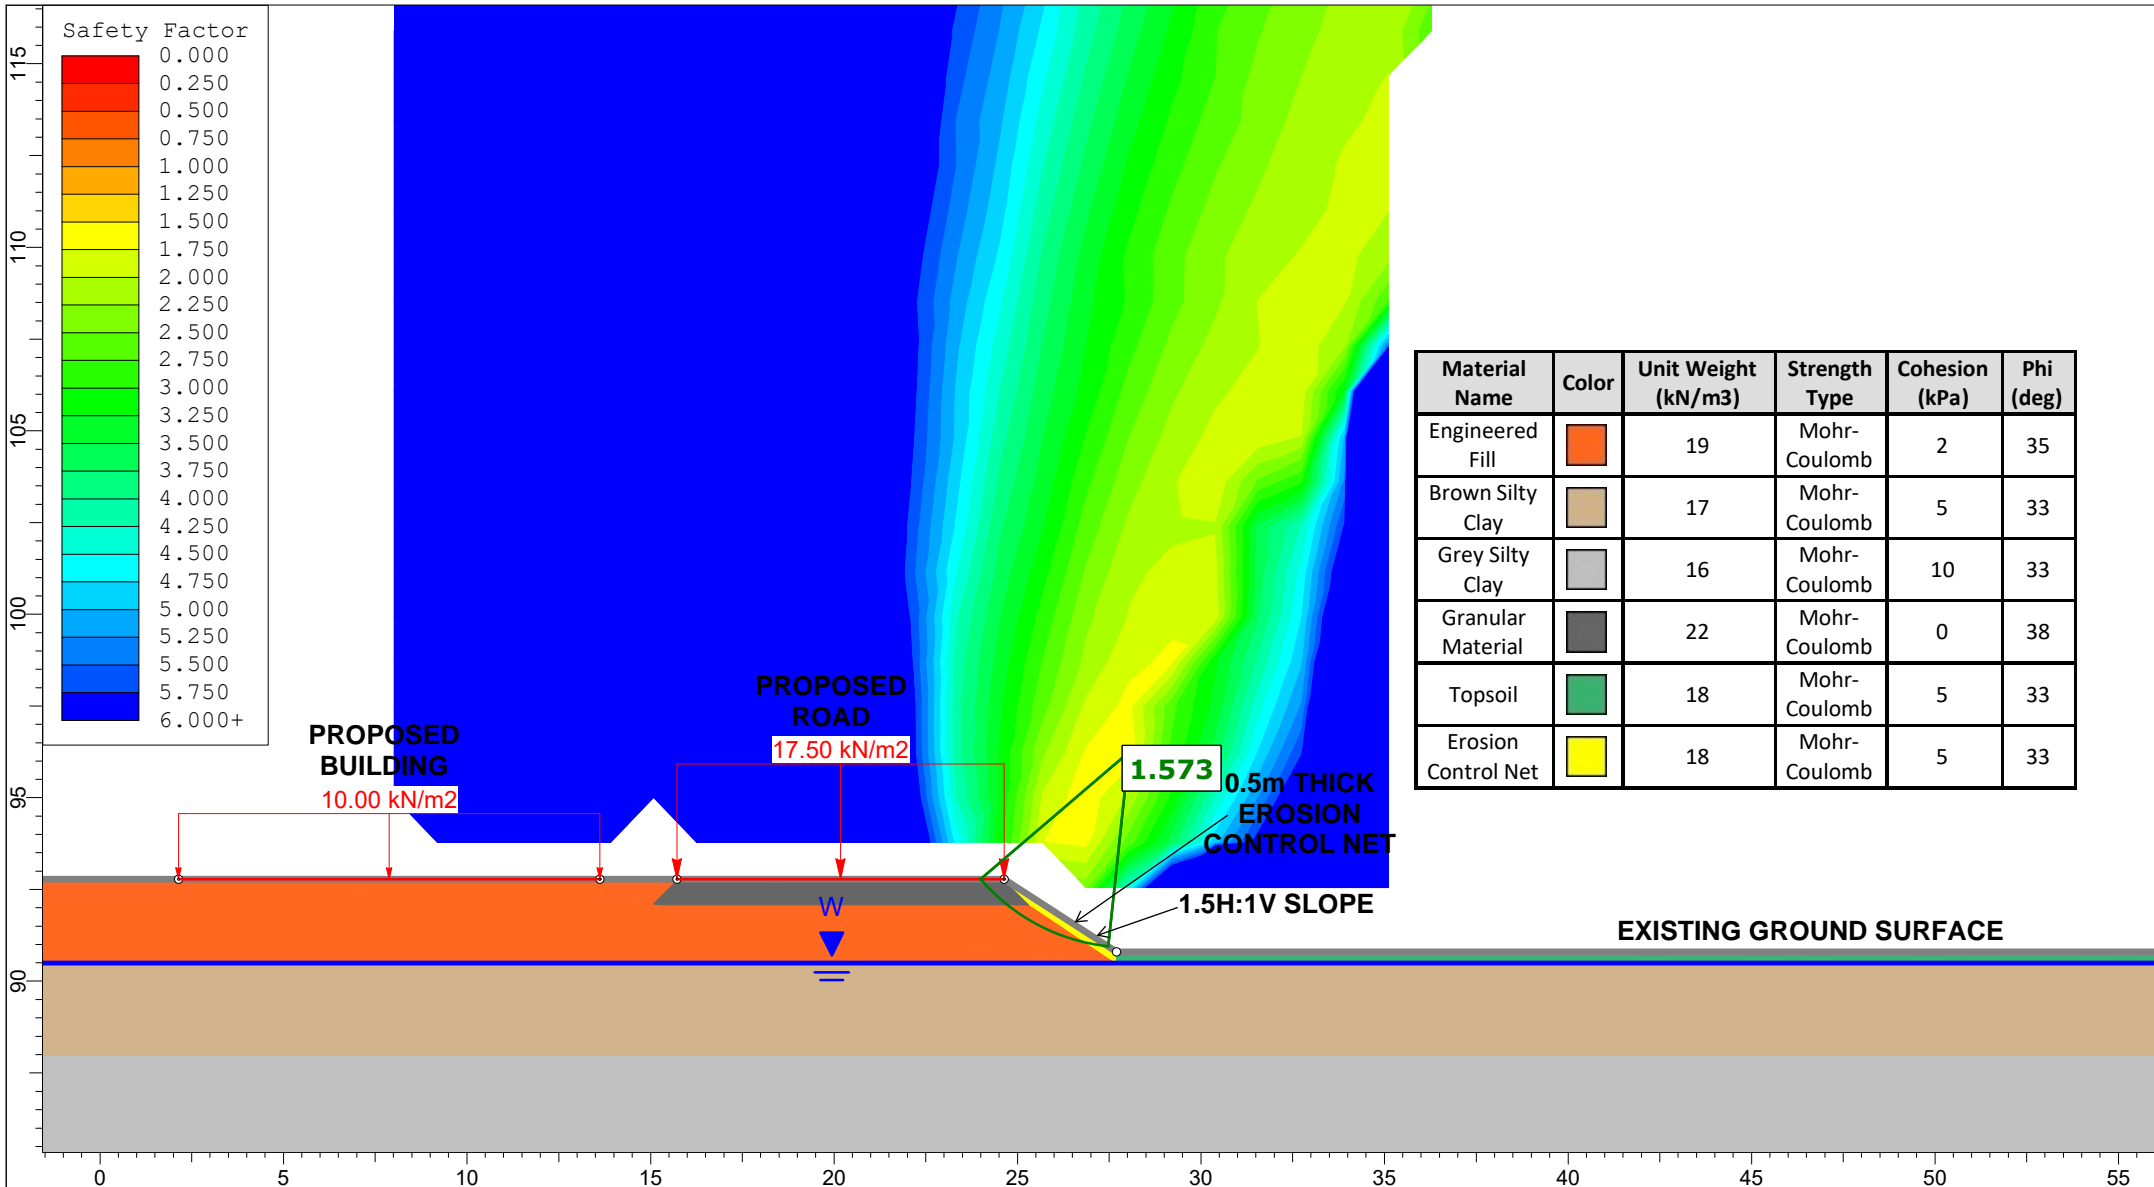 Safety Factor
0.000
0.250
0.500
0.750
1.000
1.250
1.500
1.750
2.000
2.250
2.500
2.750
3.000
3.250
3.500
3.750
4.000
4.250
4.500
4.750
5.000
5.250
5.500
5.750
6.000+
115
110
105
100
95
90
PROPOSED
BUILDING
10.00 kN/m2
PROPOSED
ROAD
17.50 kN/m2
W
1.573
0.5m THICK
EROSION
CONTROL NET
1.5H:1V SLOPE
EXISTING GROUND SURFACE
Material Name Color Unit Weight (kN/m3) Strength Type Cohesion (kPa) Phi (deg)
Engineered Fill 19 Mohr-Coulomb 2 35
Brown Silty Clay 17 Mohr-Coulomb 5 33
Grey Silty Clay 16 Mohr-Coulomb 10 33
Granular Material 22 Mohr-Coulomb 0 38
Topsoil 18 Mohr-Coulomb 5 33
Erosion Control Net 18 Mohr-Coulomb 5 33
0 5 10 15 20 25 30 35 40 45 50 55